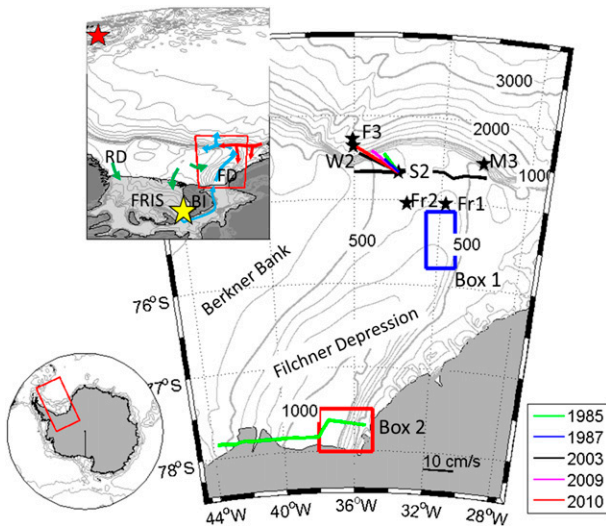 RD
FD
FRIS
BI
3000
2000
1000
F3
W2
S2
M3
Fr2
Fr1
500
500
Box 1
Berkner Bank
Filchner Depression
1000
Box 2
10 cm/s
76°S
77°S
78°S
44°W
40°W
36°W
32°W
28°W
1985
1987
2003
2009
2010